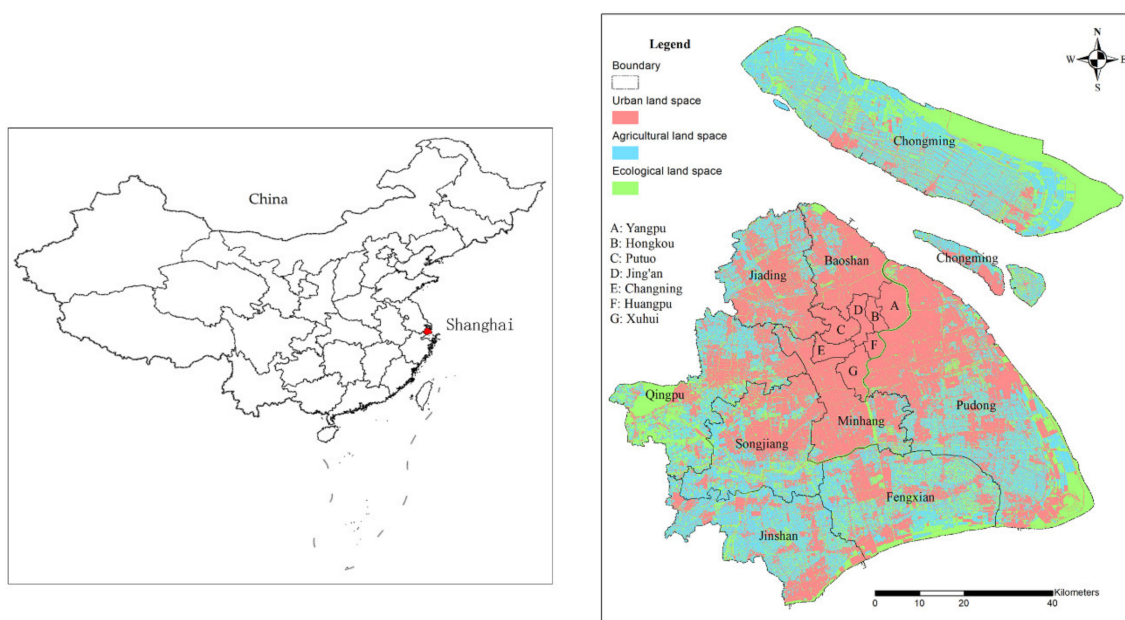 China
Shanghai
Legend
Boundary
Urban land space
Agricultural land space
Ecological land space
A: Yangpu
B: Hongkou
C: Putuo
D: Jing'an
E: Changning
F: Huangpu
G: Xuhui
N
W E
S
Chongming
Chongming
Baoshan
Jiading
D
A
B
C
F
E
G
Qingpu
Pudong
Minhang
Songjiang
Fengxian
Jinshan
Kilometers
0 10 20 40